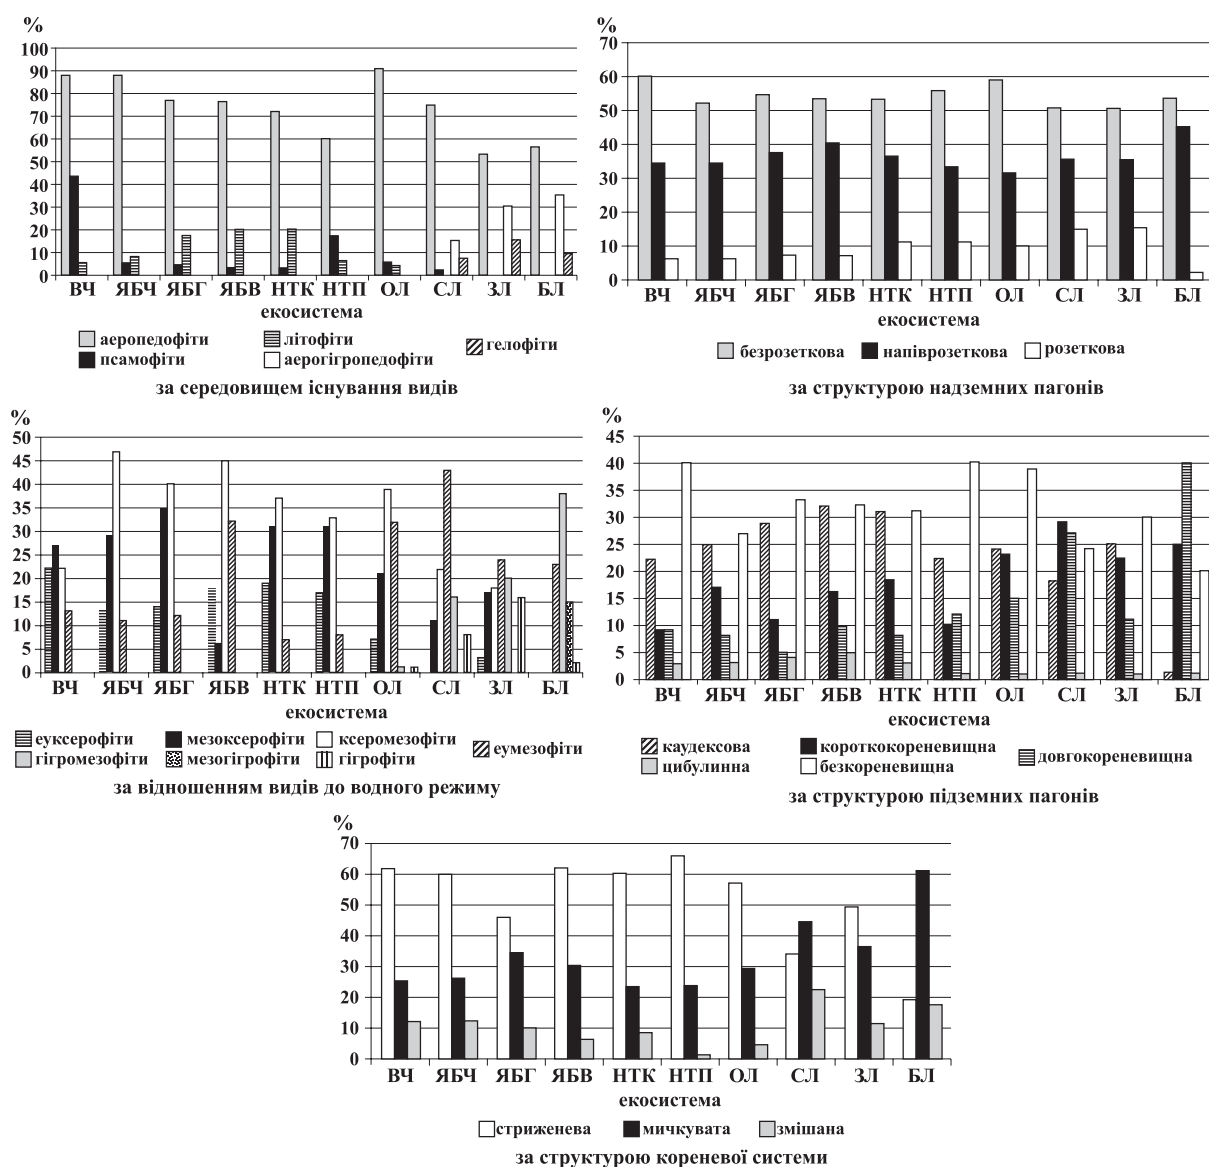 %
100
90
80
70
60
50
40
30
20
10
0
ВЧ ЯБЧ ЯБГ ЯБВ НТК НТП ОЛ СЛ ЗЛ БЛ
екосистема
аеропедофіти літофіти гелофіти
псамофіти аерогігропедофіти
за середовищем існування видів
%
70
60
50
40
30
20
10
0
ВЧ ЯБЧ ЯБГ ЯБВ НТК НТП ОЛ СЛ ЗЛ БЛ
екосистема
безрозеткова напіврозеткова розеткова
за структурою надземних пагонів
%
50
45
40
35
30
25
20
15
10
5
0
ВЧ ЯБЧ ЯБГ ЯБВ НТК НТП ОЛ СЛ ЗЛ БЛ
екосистема
еуксерофіти мезоксерофіти ксеромезофіти еумезофіти
гігромезофіти мезогігрофіти гігрофіти
за відношенням видів до водного режиму
%
45
40
35
30
25
20
15
10
5
0
ВЧ ЯБЧ ЯБГ ЯБВ НТК НТП ОЛ СЛ ЗЛ БЛ
екосистема
каудексова короткокореневищна довгокореневищна
цибулинна безкореневищна
за структурою підземних пагонів
%
70
60
50
40
30
20
10
0
ВЧ ЯБЧ ЯБГ ЯБВ НТК НТП ОЛ СЛ ЗЛ БЛ
екосистема
стриженева мичкувата змішана
за структурою кореневої системи